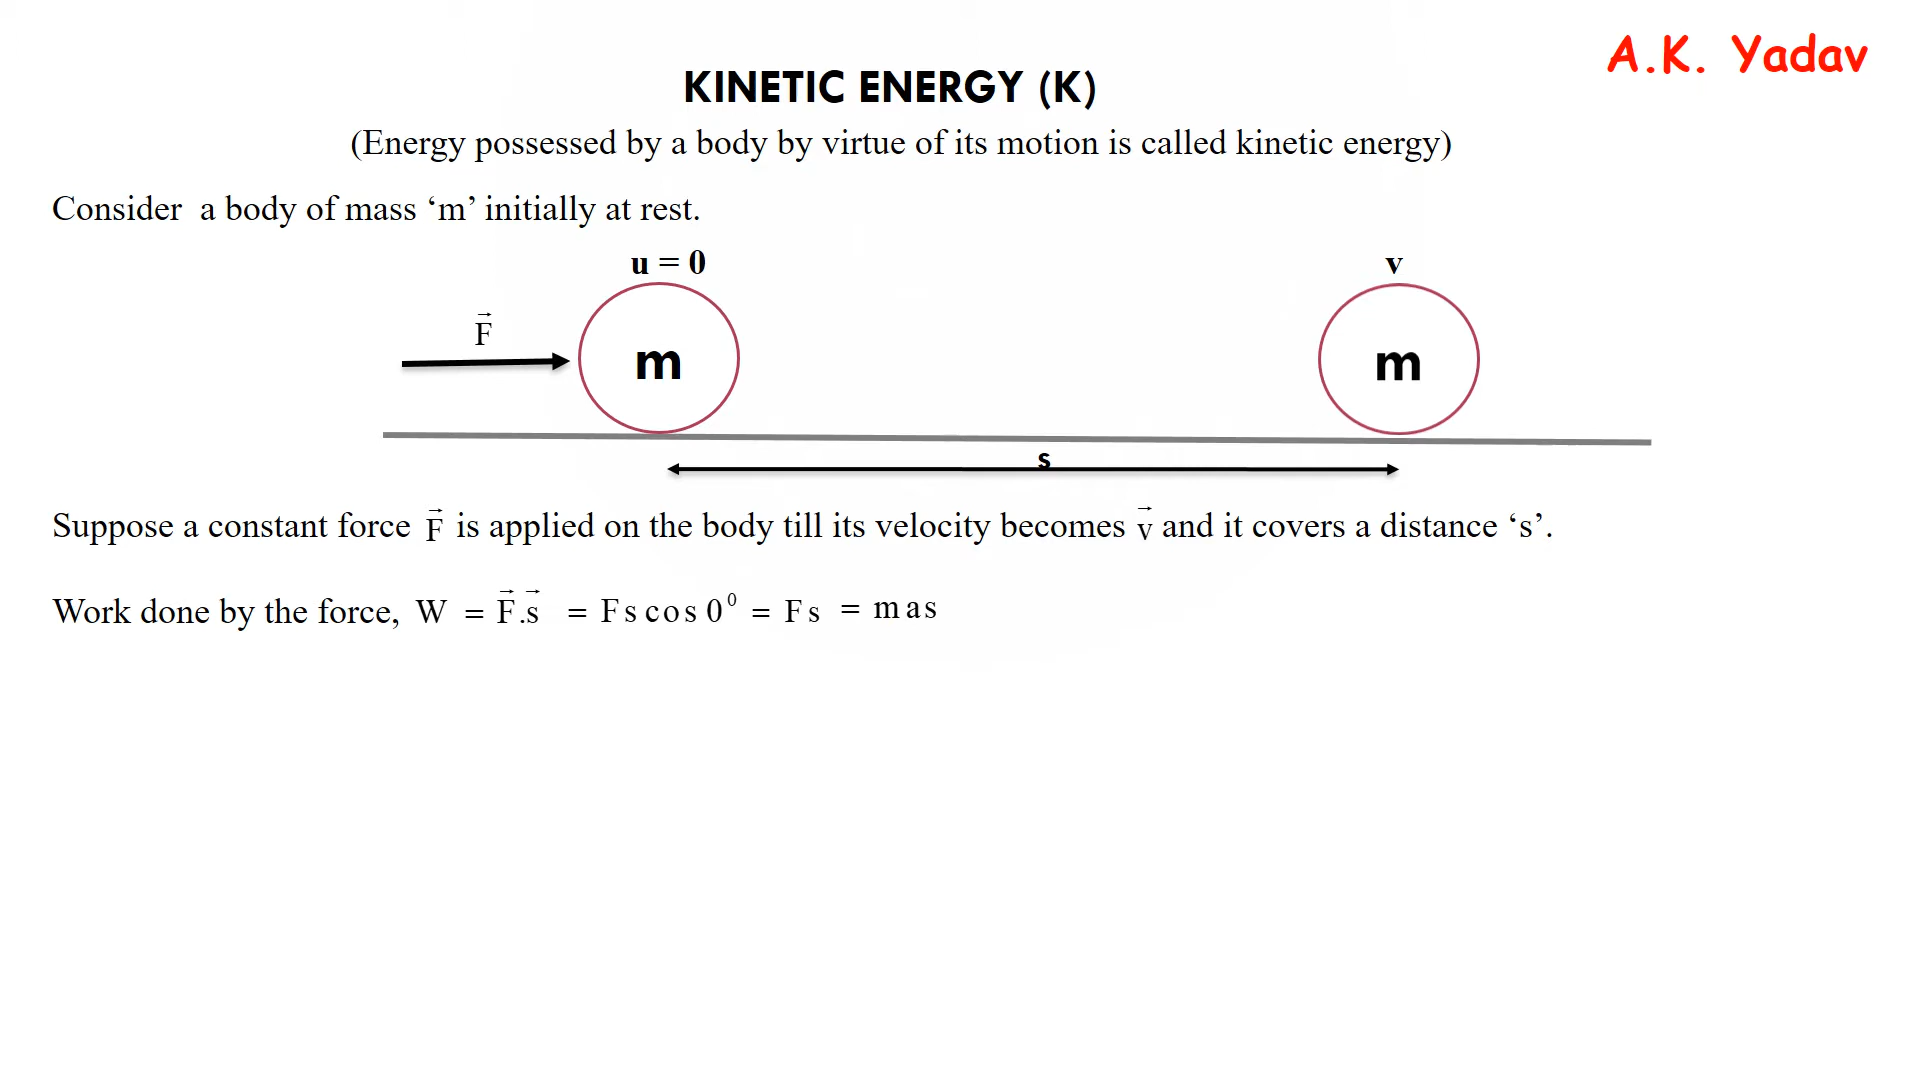 A.K. Yadav
KINETIC ENERGY (K)
(Energy possessed by a body by virtue of its motion is called kinetic energy)
Consider a body of mass ‘m’ initially at rest.
u = 0 v
F⃗
m m
s
Suppose a constant force F⃗ is applied on the body till its velocity becomes v⃗ and it covers a distance ‘s’.
Work done by the force, W = F⃗.s⃗ = Fs cos 0⁰ = Fs = mas